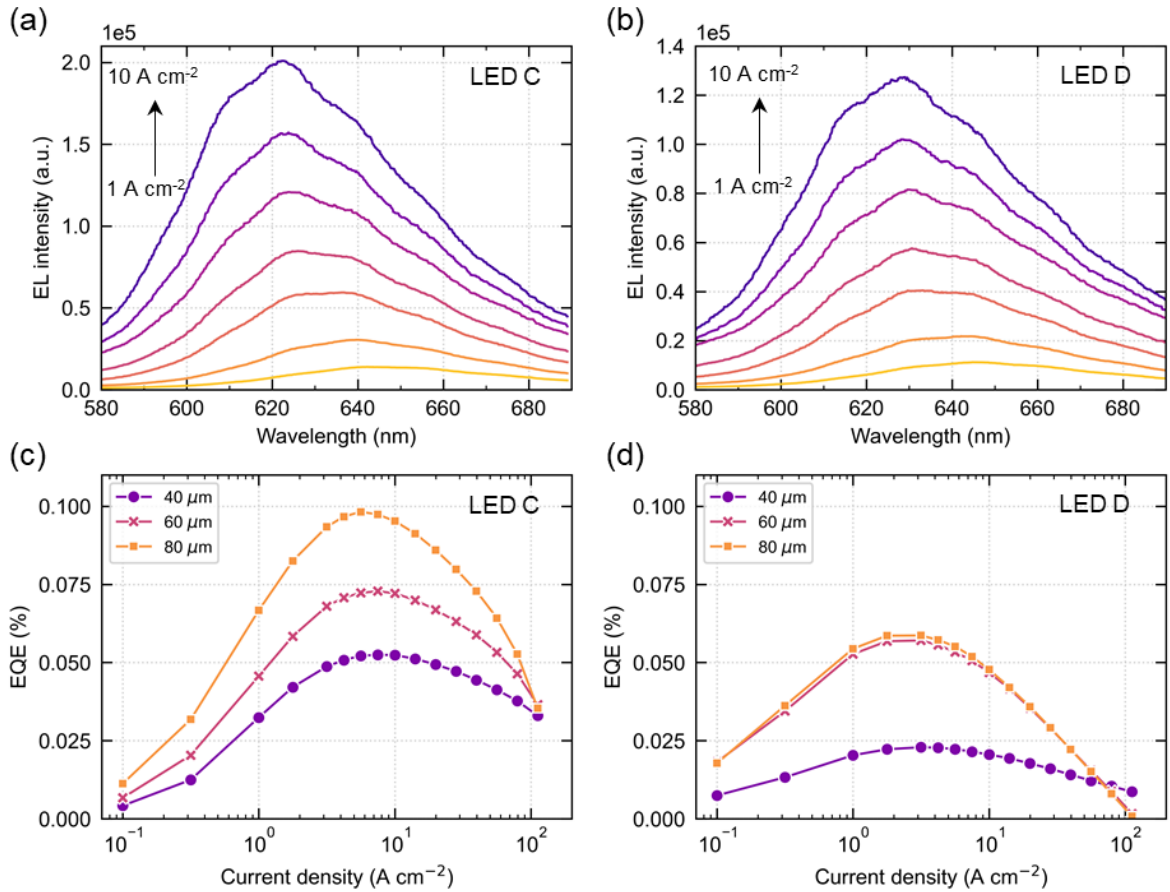 (a)
1e5
LED C
10 A cm-2
1 A cm-2
EL intensity (a.u.)
2.0
1.5
1.0
0.5
0.0
580 600 620 640 660 680
Wavelength (nm)
(b)
1e5
LED D
10 A cm-2
1 A cm-2
EL intensity (a.u.)
1.4
1.2
1.0
0.8
0.6
0.4
0.2
0.0
580 600 620 640 660 680
Wavelength (nm)
(c)
LED C
40 μm
60 μm
80 μm
EQE (%)
0.100
0.075
0.050
0.025
0.000
10−1 100 101 102
Current density (A cm−2)
(d)
LED D
40 μm
60 μm
80 μm
EQE (%)
0.100
0.075
0.050
0.025
0.000
10−1 100 101 102
Current density (A cm−2)